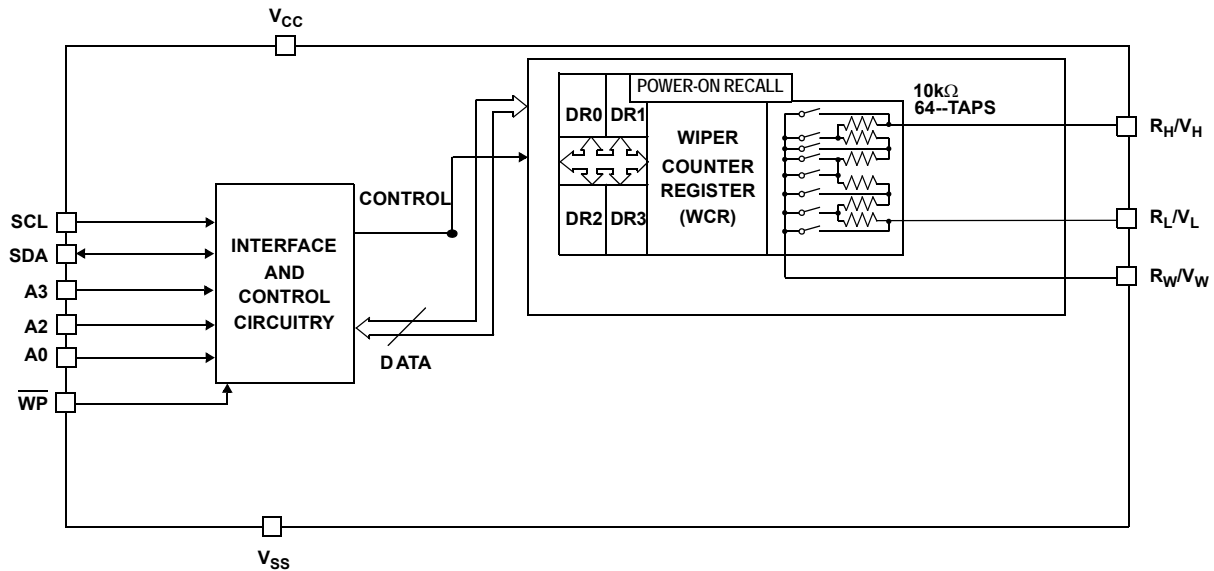 VCC
POWER-ON RECALL
10kΩ
64--TAPS
DR0 DR1
WIPER
COUNTER
REGISTER
(WCR)
DR2 DR3
RH/VH
RL/VL
RW/VW
CONTROL
SCL
SDA
A3
A2
A0
WP
INTERFACE
AND
CONTROL
CIRCUITRY
DATA
VSS